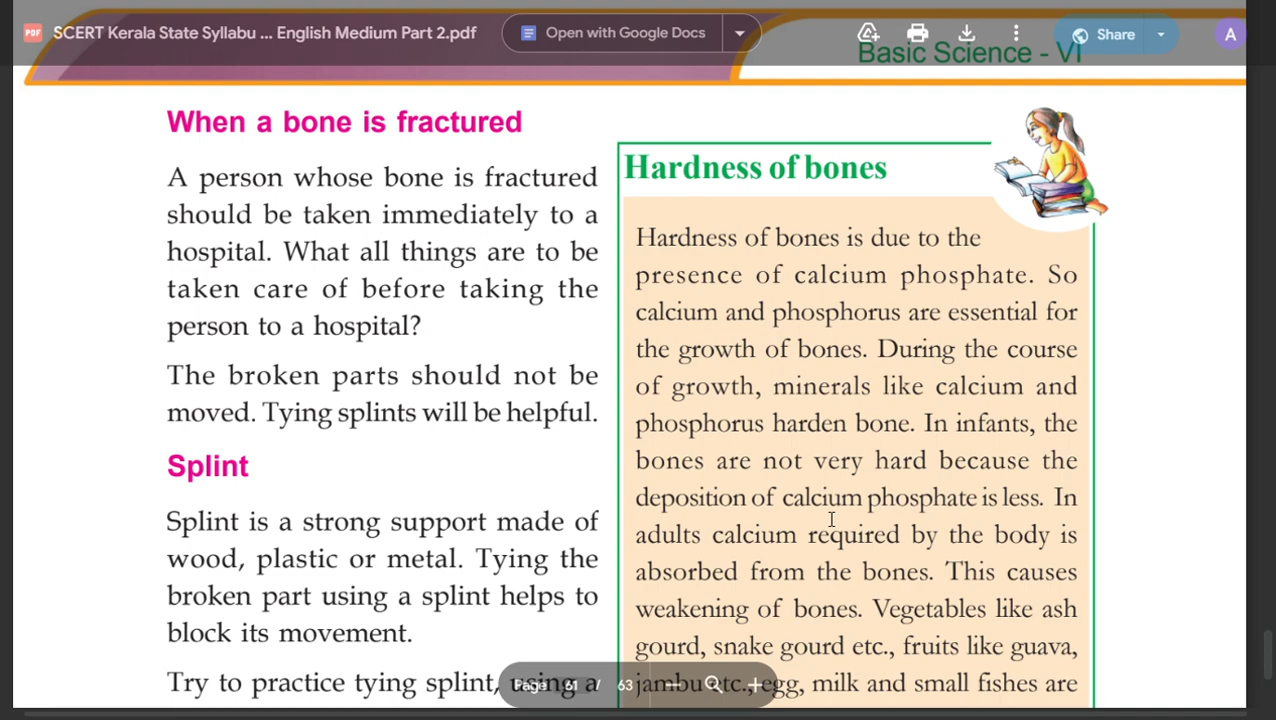 SCERT Kerala State Syllabu ... English Medium Part 2.pdf
Open with Google Docs
Share
A
Basic Science - VI
When a bone is fractured
A person whose bone is fractured
should be taken immediately to a
hospital. What all things are to be
taken care of before taking the
person to a hospital?
The broken parts should not be
moved. Tying splints will be helpful.
Splint
Splint is a strong support made of
wood, plastic or metal. Tying the
broken part using a splint helps to
block its movement.
Try to practice tying splint, using a
Hardness of bones
Hardness of bones is due to the
presence of calcium phosphate. So
calcium and phosphorus are essential for
the growth of bones. During the course
of growth, minerals like calcium and
phosphorus harden bone. In infants, the
bones are not very hard because the
deposition of calcium phosphate is less. In
adults calcium required by the body is
absorbed from the bones. This causes
weakening of bones. Vegetables like ash
gourd, snake gourd etc., fruits like guava,
jambu etc., egg, milk and small fishes are
Page 61 / 63